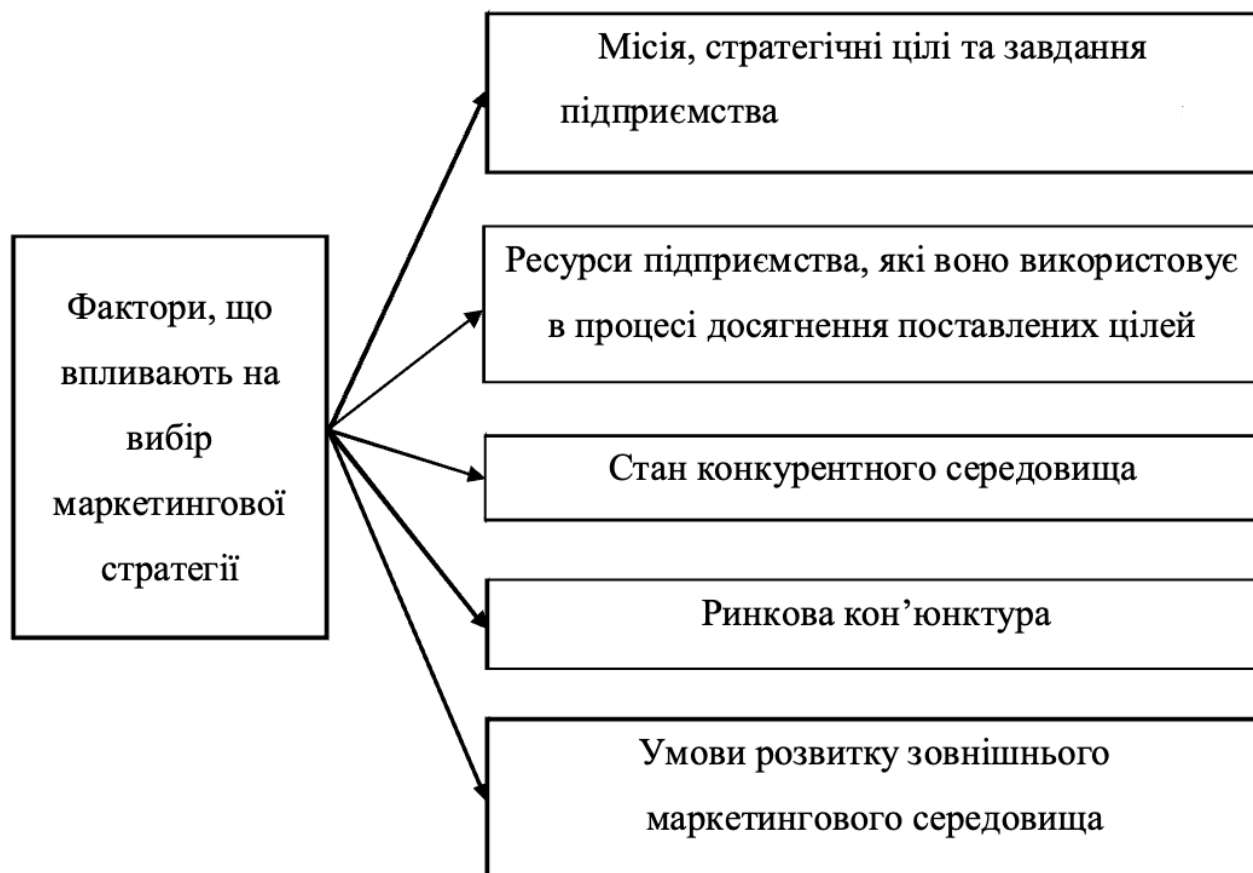 Фактори, що
впливають на
вибір
маркетингової
стратегії
Місія, стратегічні цілі та завдання
підприємства
Ресурси підприємства, які воно використовує
в процесі досягнення поставлених цілей
Стан конкурентного середовища
Ринкова кон’юнктура
Умови розвитку зовнішнього
маркетингового середовища